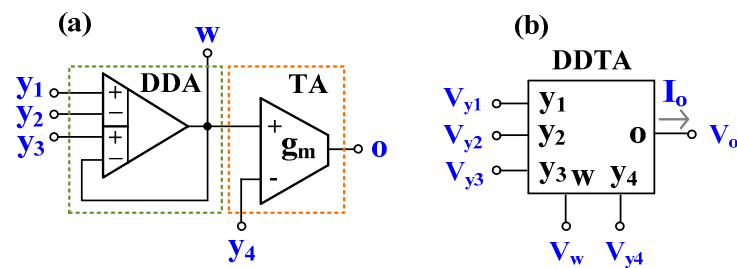 (a)
w
DDA
TA
y1
y2
y3
+
−
+
−
+
-
gm
o
y4
(b)
DDTA
Vy1
Vy2
Vy3
y1
y2
y3
w
y4
o
Io
Vo
Vw
Vy4